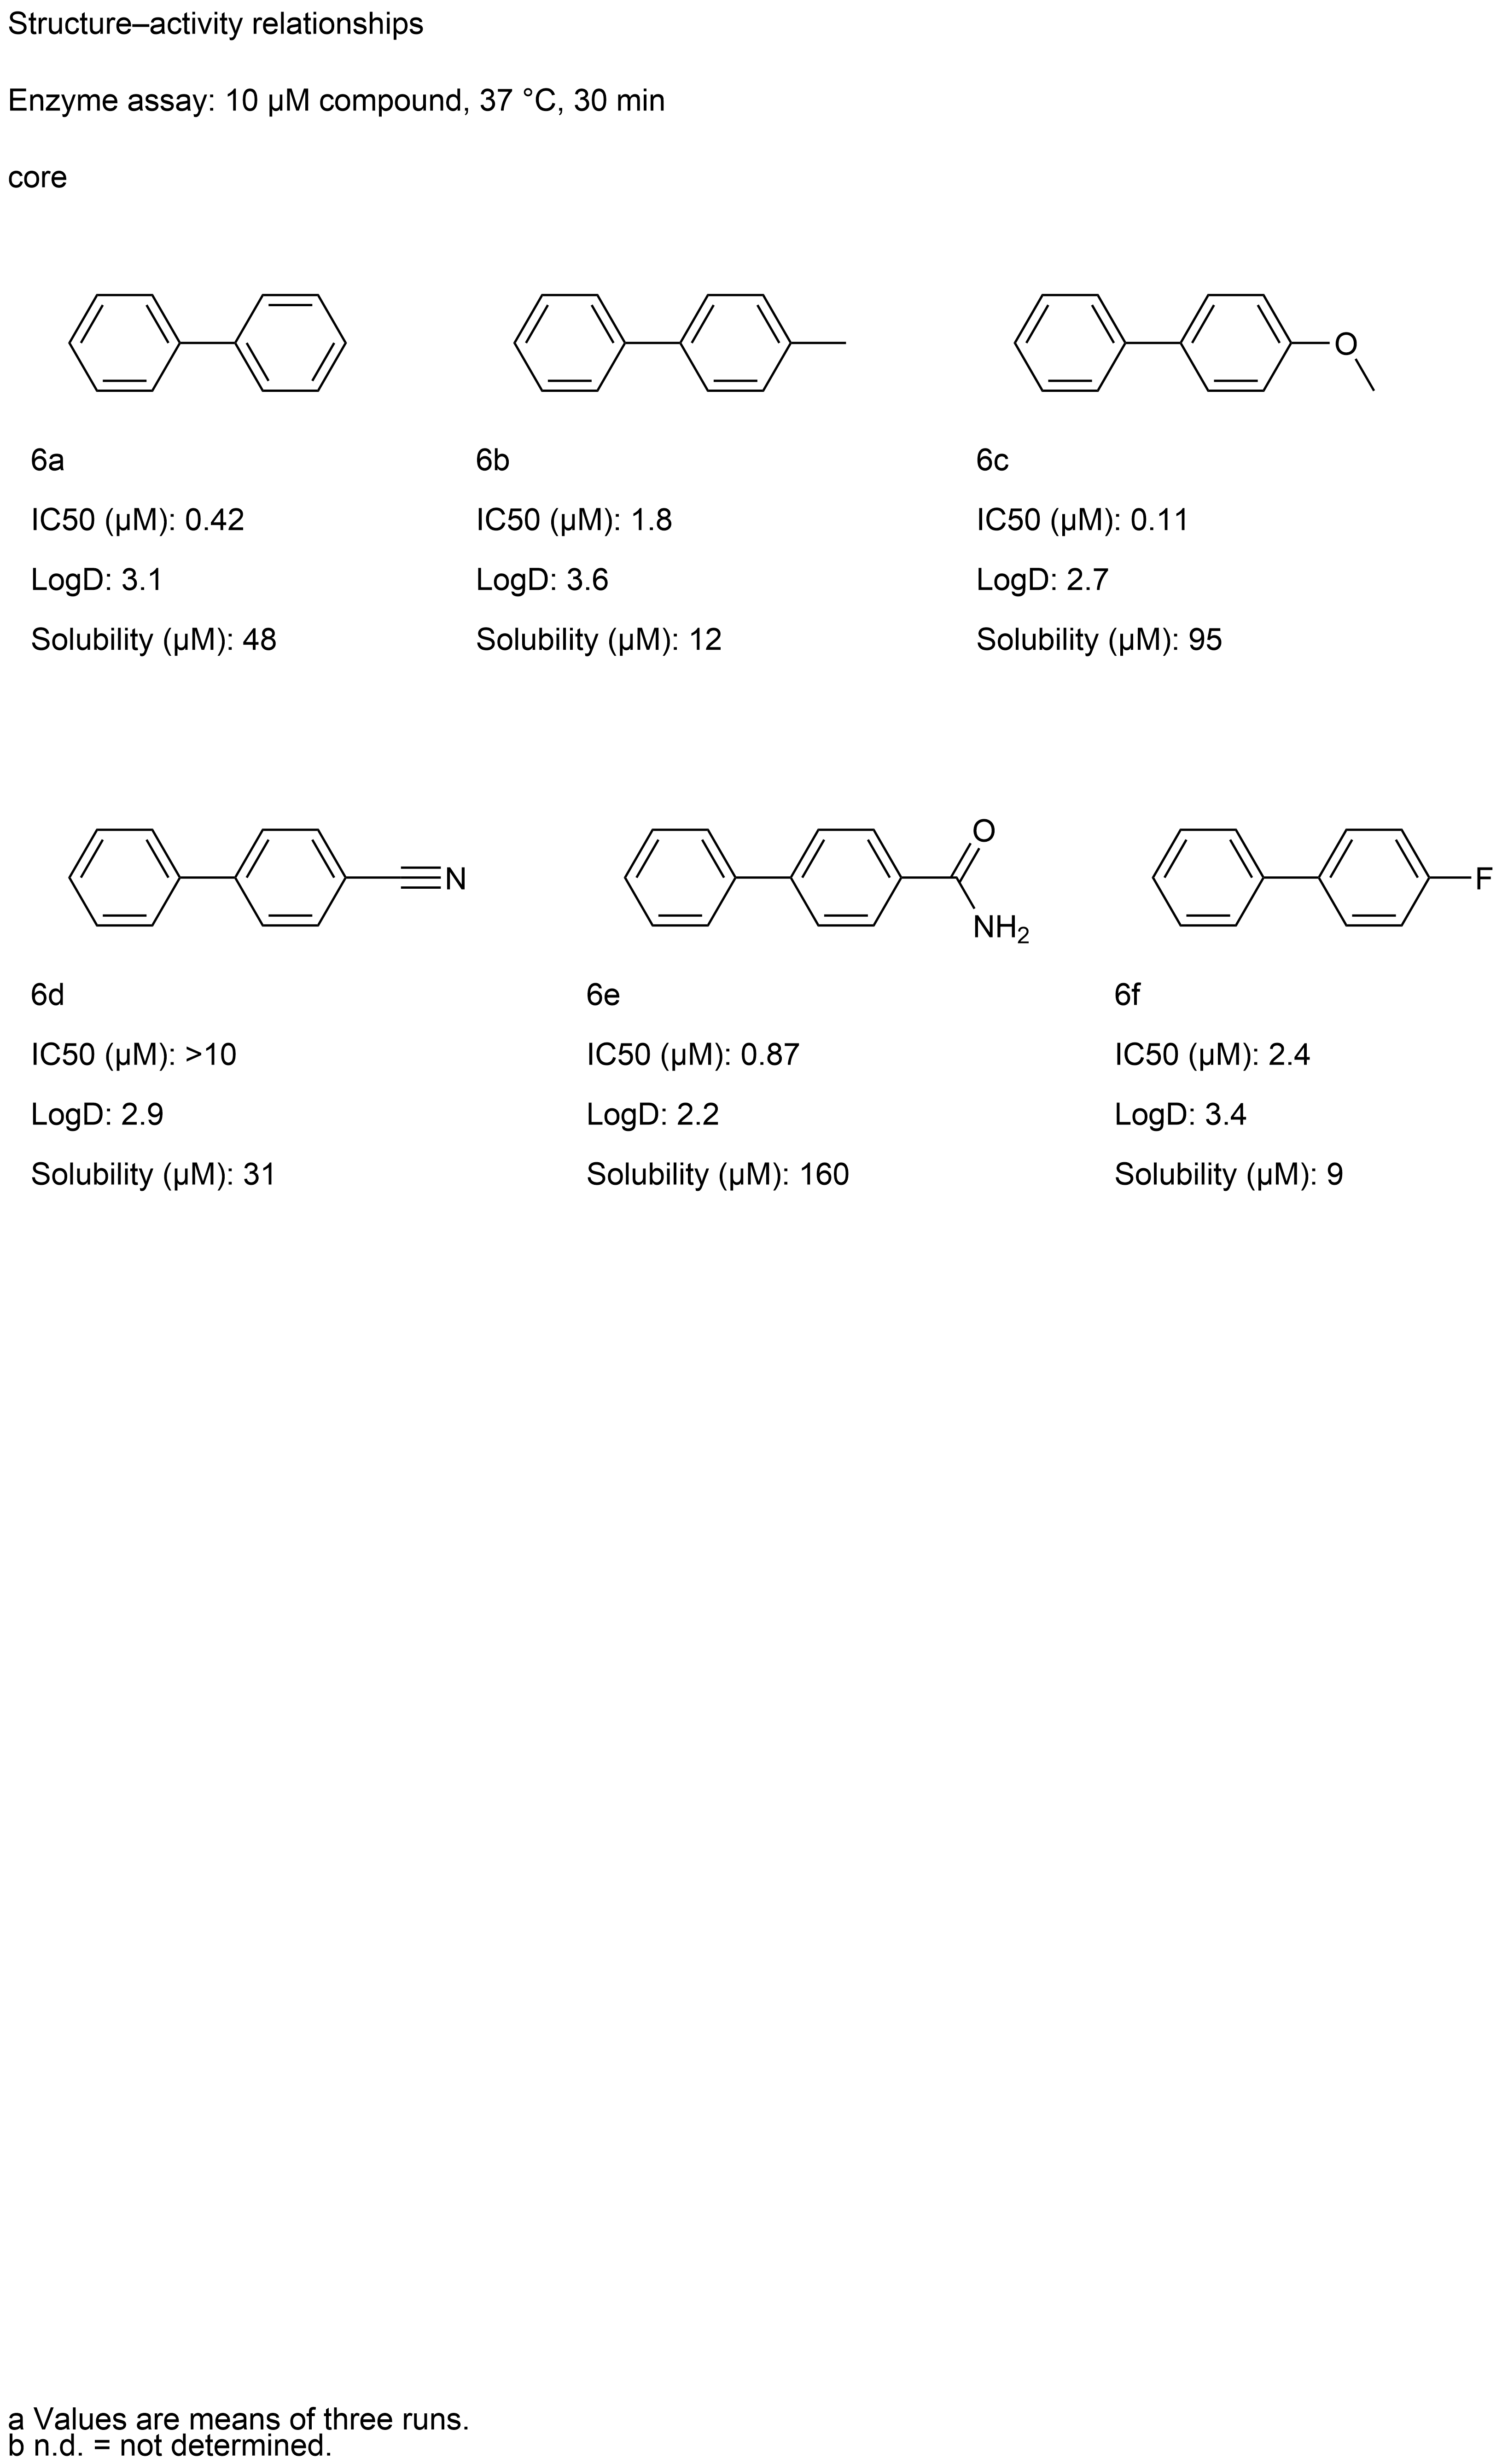 Structure–activity relationships
Enzyme assay: 10 µM compound, 37 °C, 30 min
core
O
6a
6b
6c
IC50 (µM): 0.42
IC50 (µM): 1.8
IC50 (µM): 0.11
LogD: 3.1
LogD: 3.6
LogD: 2.7
Solubility (µM): 48
Solubility (µM): 12
Solubility (µM): 95
O
N
F
NH2
6d
6e
6f
IC50 (µM): >10
IC50 (µM): 0.87
IC50 (µM): 2.4
LogD: 2.9
LogD: 2.2
LogD: 3.4
Solubility (µM): 31
Solubility (µM): 160
Solubility (µM): 9
a Values are means of three runs.
b n.d. = not determined.